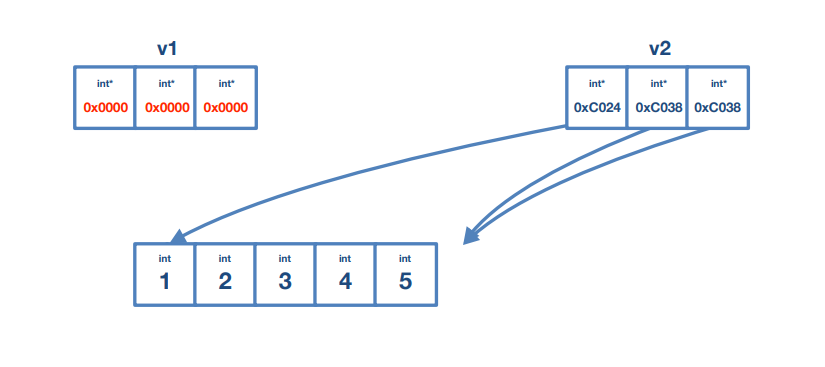 v1
v2
int* int* int*
0x0000 0x0000 0x0000
int* int* int*
0xC024 0xC038 0xC038
int int int int int
1 2 3 4 5